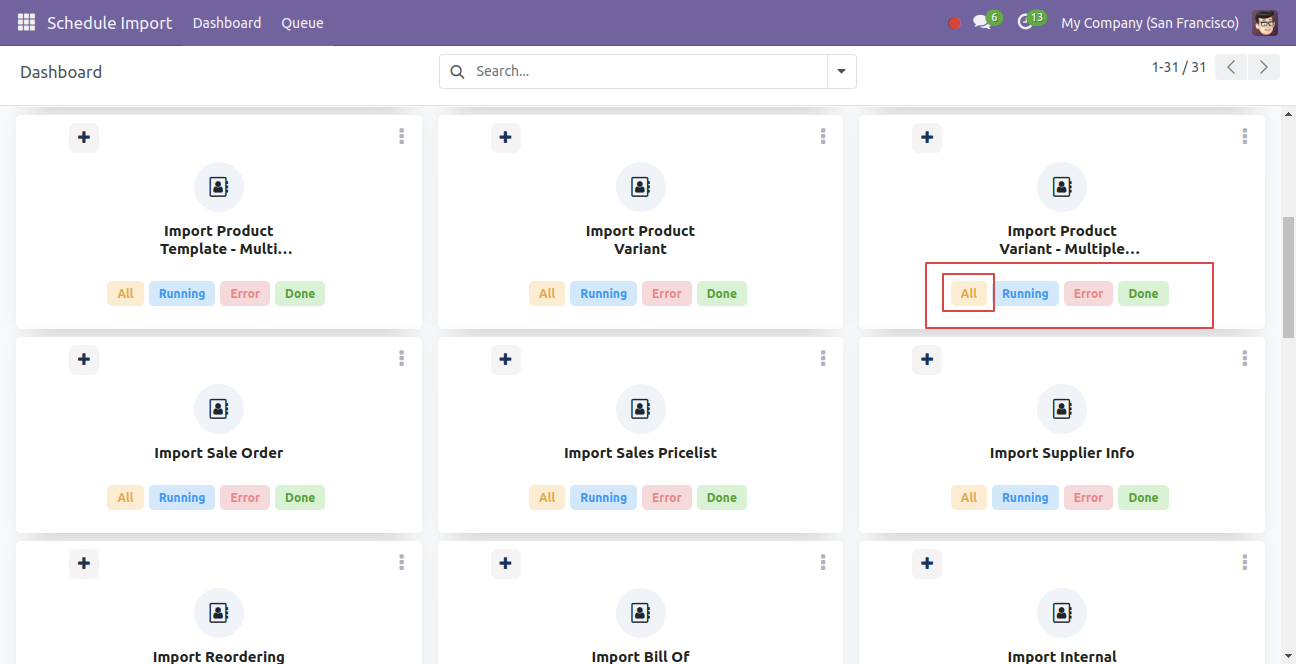 Schedule Import Dashboard Queue 6 13 My Company (San Francisco)
Dashboard Search... 1-31 / 31
Import Product
Template - Multi...
All Running Error Done
Import Product
Variant
All Running Error Done
Import Product
Variant - Multiple...
All Running Error Done
Import Sale Order
All Running Error Done
Import Sales Pricelist
All Running Error Done
Import Supplier Info
All Running Error Done
Import Reordering
Import Bill Of
Import Internal